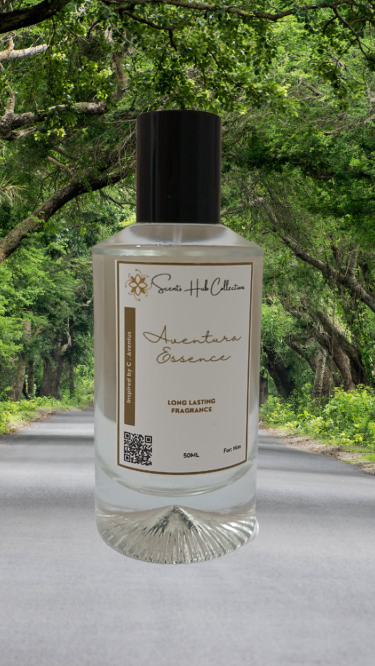 Scents Hub Collection
Inspired by C - Aventus
Aventura
Essence
LONG LASTING
FRAGRANCE
50ML
For Him